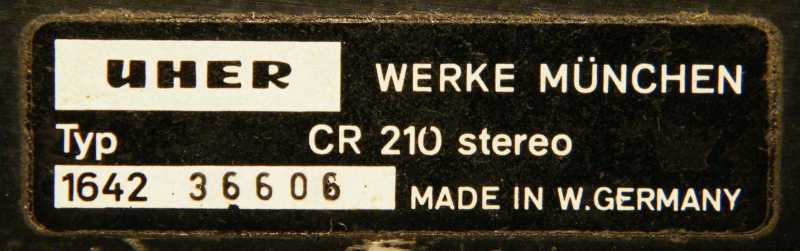 UHER WERKE MÜNCHEN
Typ CR 210 stereo
1642 36606 MADE IN W.GERMANY